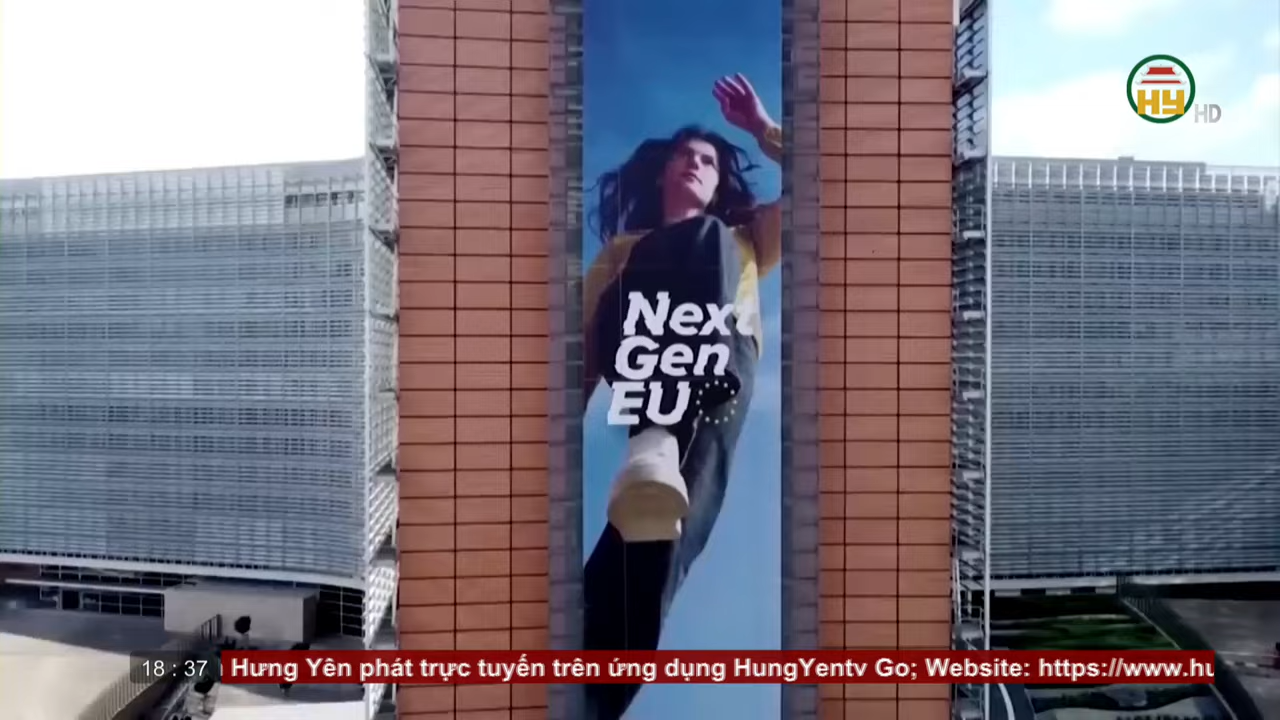 HY HD
Next
Gen
EU
18 : 37
Hưng Yên phát trực tuyến trên ứng dụng HungYentv Go; Website: https://www.hu